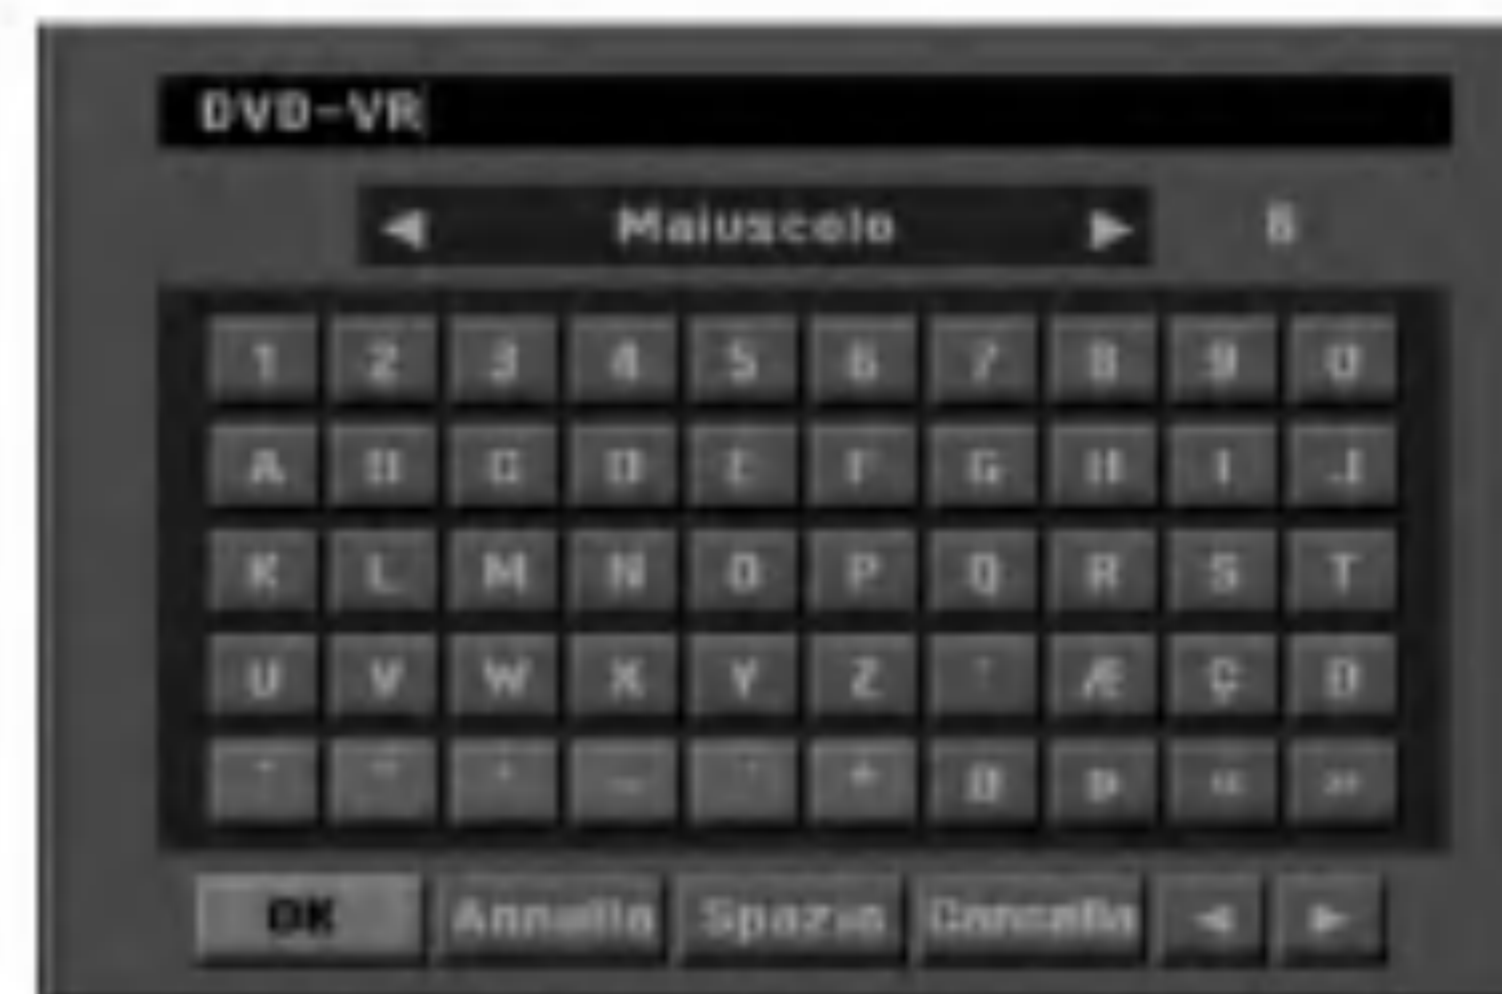 DVD-VR
◀ Maiuscolo ▶ 6
1 2 3 4 5 6 7 8 9 0
A B C D E F G H I J
K L M N O P Q R S T
U V W X Y Z Æ Ç Đ
Ø Þ « »
OK Annulla Spazio Cancella ◀ ▶